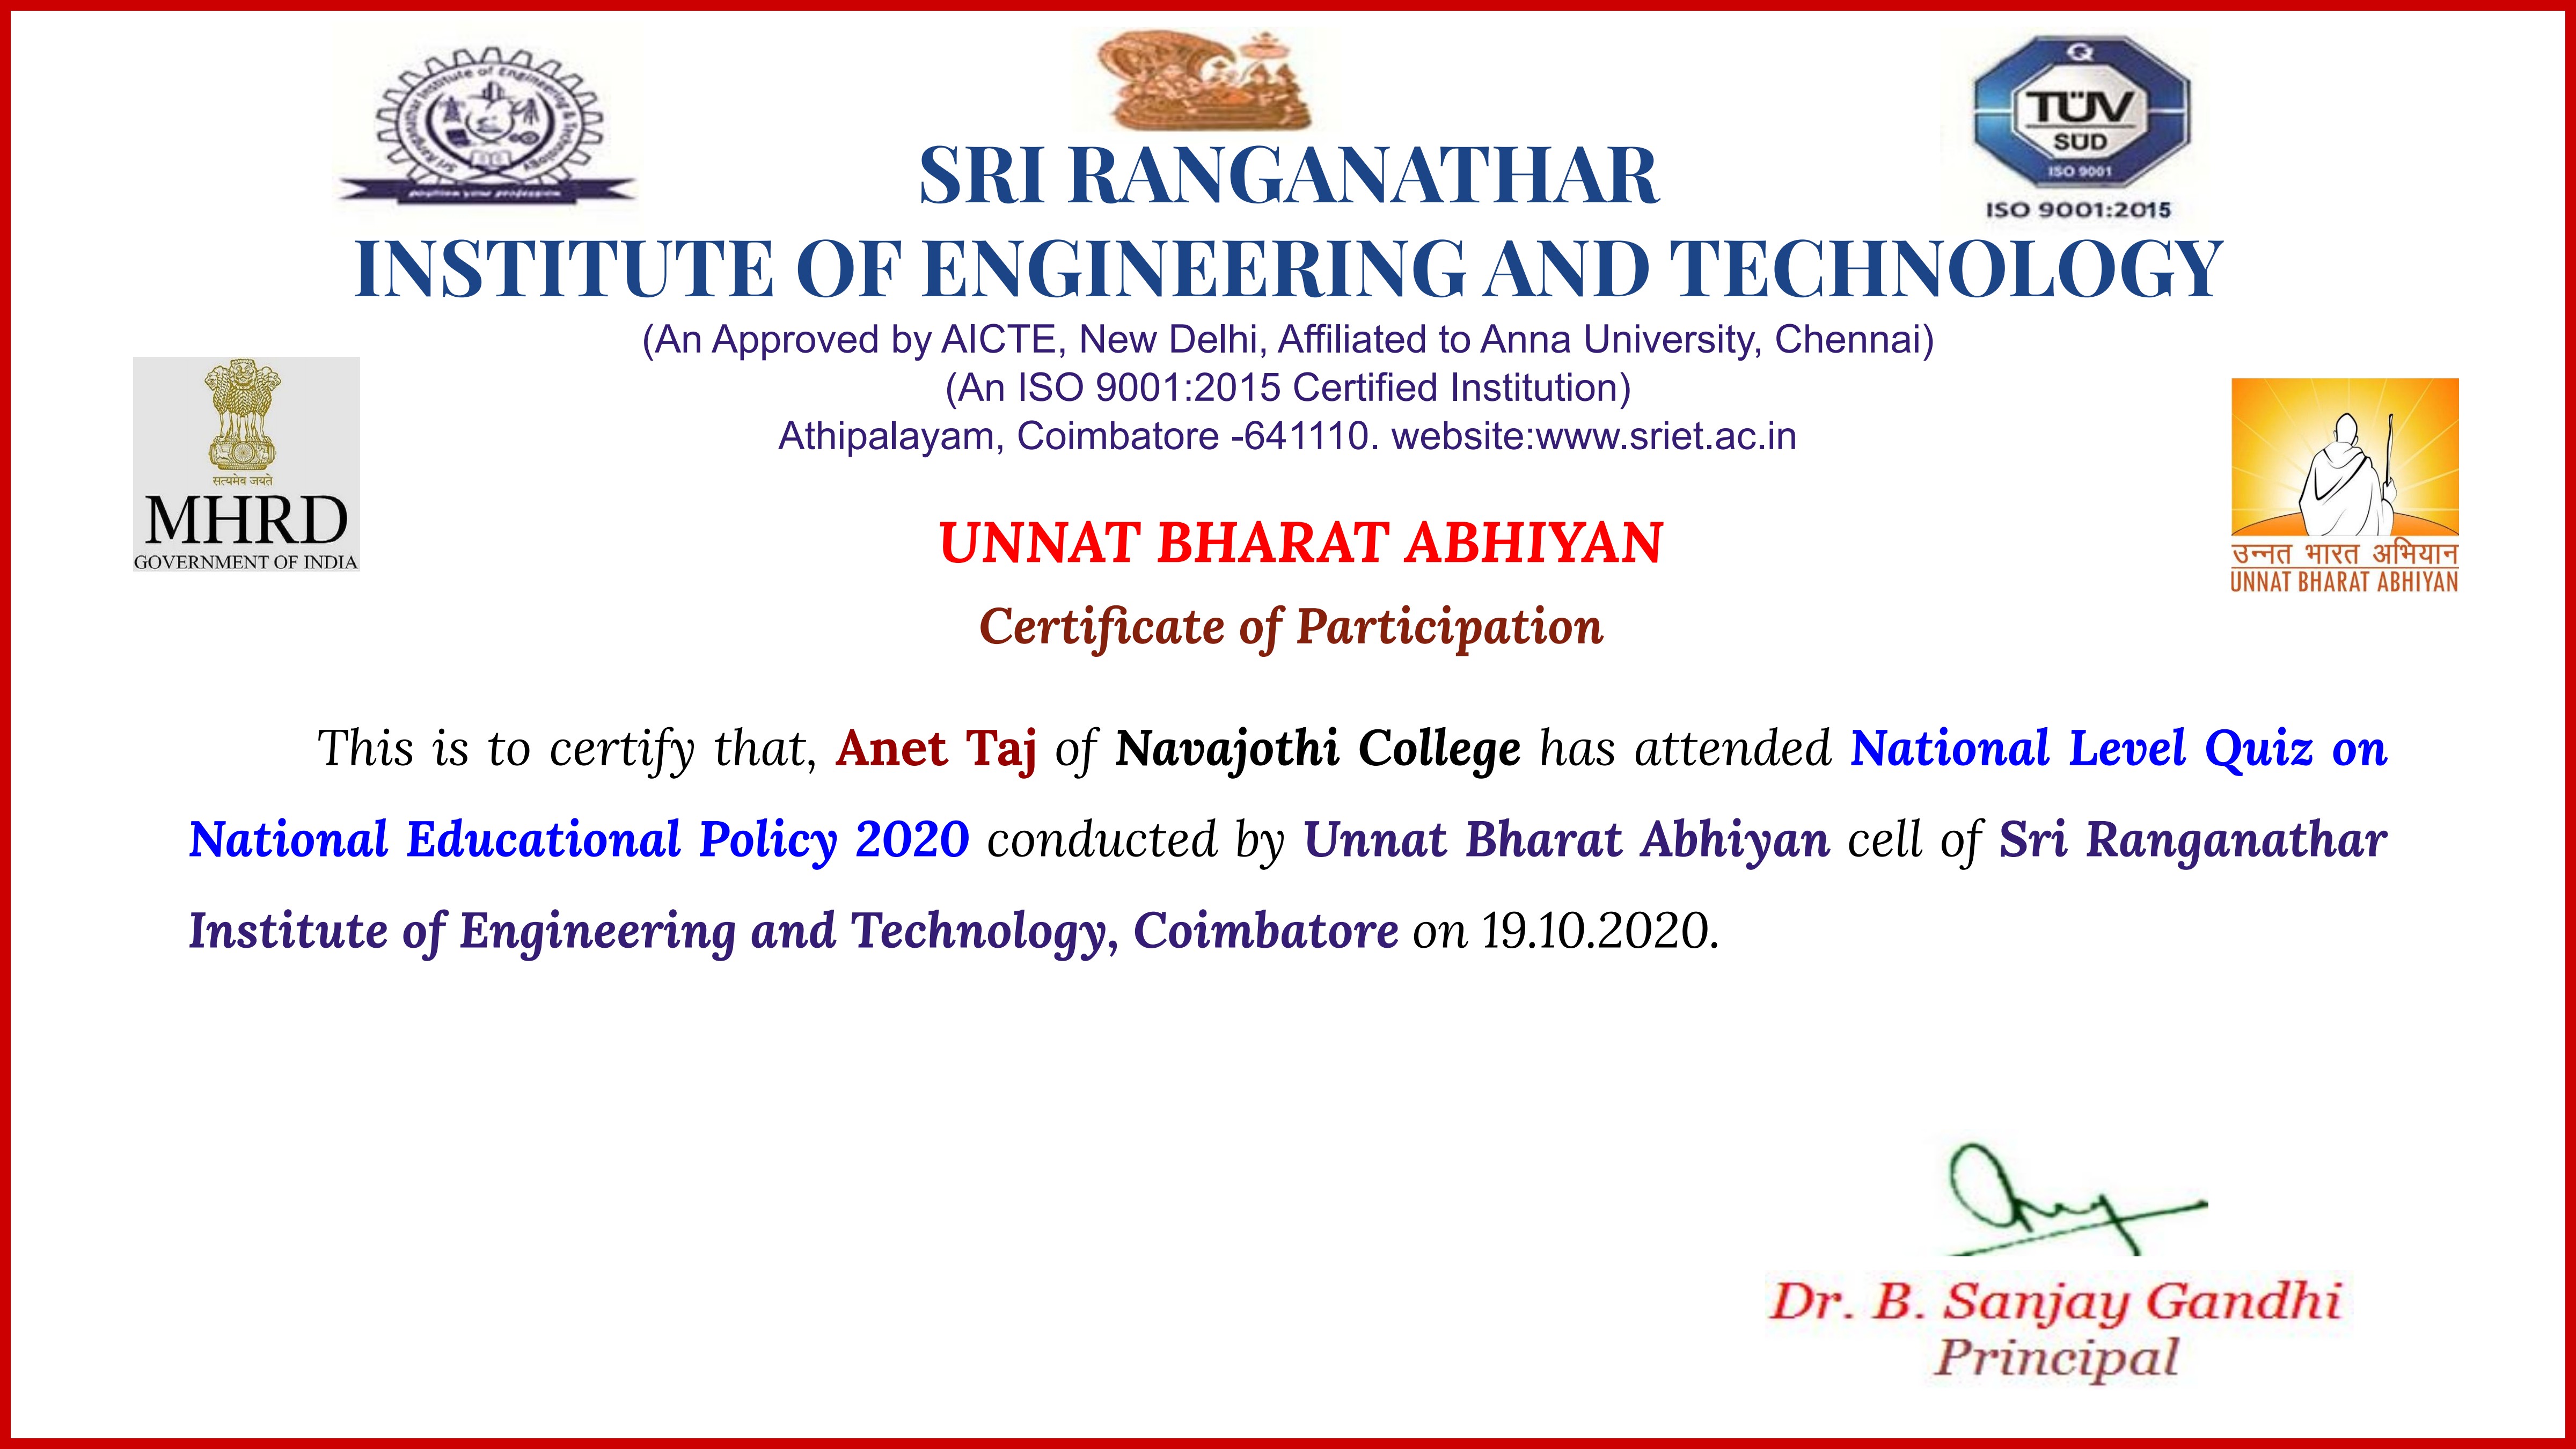 Sri Ranganathar Institute of Engineering & Technology
position your profession
Q
TÜV
SÜD
ISO 9001
ISO 9001:2015
SRI RANGANATHAR
INSTITUTE OF ENGINEERING AND TECHNOLOGY
(An Approved by AICTE, New Delhi, Affiliated to Anna University, Chennai)
(An ISO 9001:2015 Certified Institution)
Athipalayam, Coimbatore -641110. website:www.sriet.ac.in
सत्यमेव जयते
MHRD
GOVERNMENT OF INDIA
उन्नत भारत अभियान
UNNAT BHARAT ABHIYAN
UNNAT BHARAT ABHIYAN
Certificate of Participation
This is to certify that, Anet Taj of Navajothi College has attended National Level Quiz on
National Educational Policy 2020 conducted by Unnat Bharat Abhiyan cell of Sri Ranganathar
Institute of Engineering and Technology, Coimbatore on 19.10.2020.
Dr. B. Sanjay Gandhi
Principal